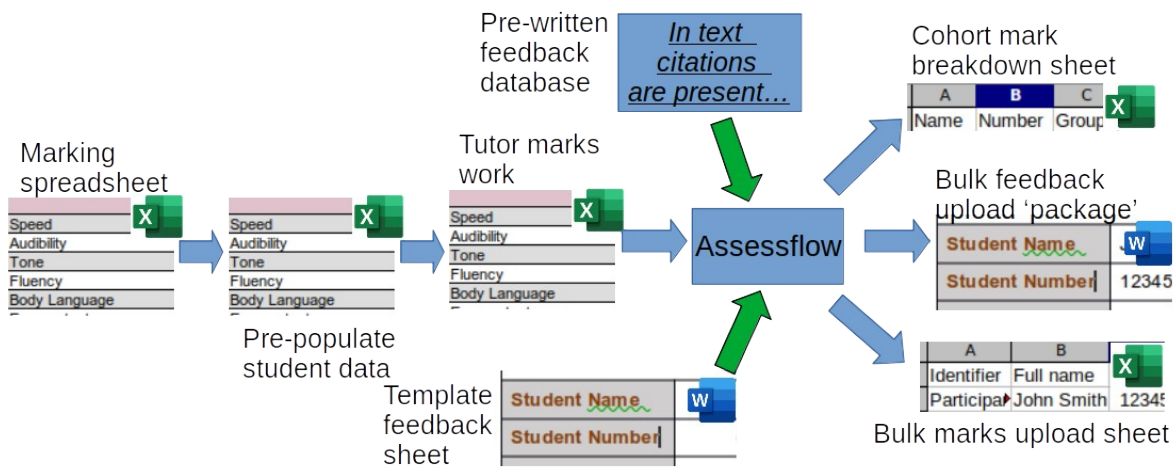 Pre-written
feedback
database
In text
citations
are present…
Cohort mark
breakdown sheet
A B C
Name Number Group
X
Marking
spreadsheet
X
Speed
Audibility
Tone
Fluency
Body Language
X
Speed
Audibility
Tone
Fluency
Body Language
Pre-populate
student data
Tutor marks
work
X
Speed
Audibility
Tone
Fluency
Body Language
Assessflow
Bulk feedback
upload ‘package’
Student Name
W
Student Number 12345
Template
feedback
sheet
Student Name
W
Student Number
A B
X
Identifier Full name
Participa John Smith 12345
Bulk marks upload sheet